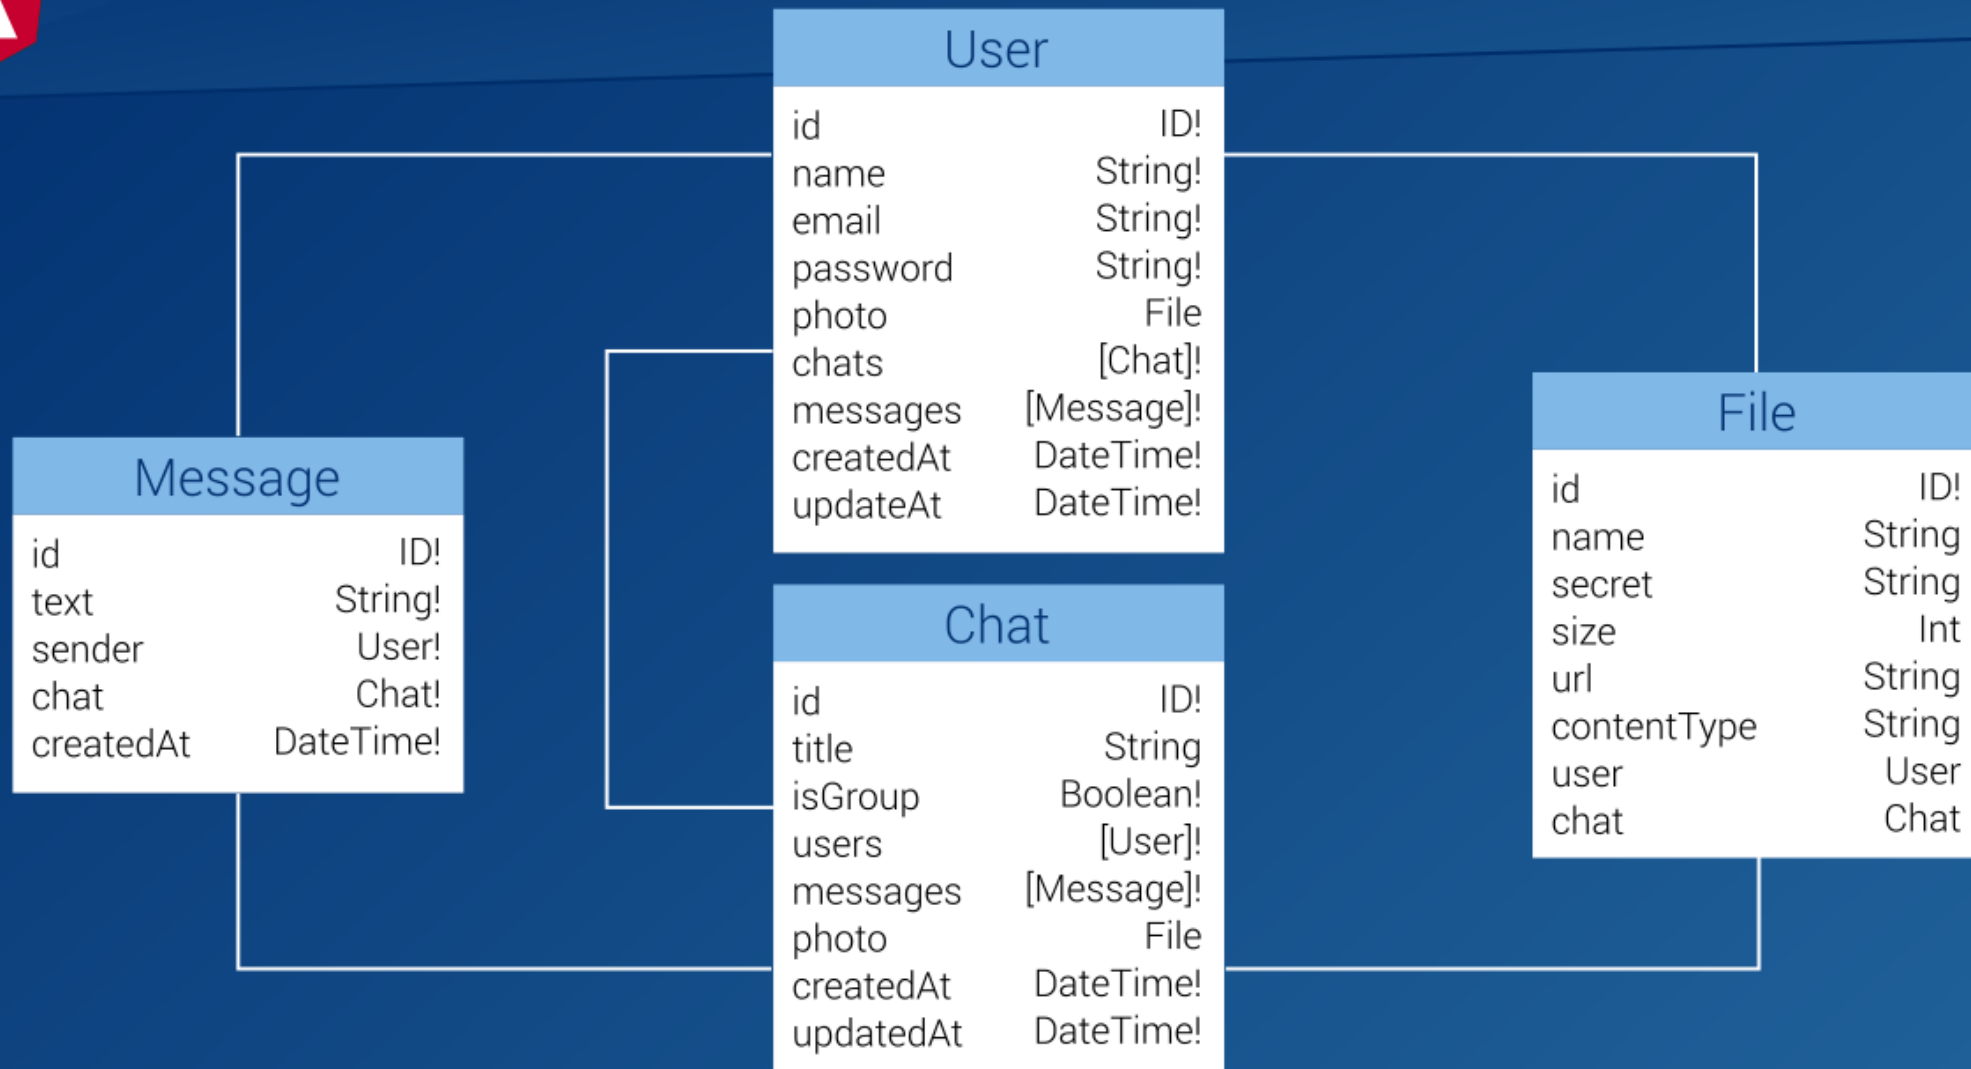 User
id ID!
name String!
email String!
password String!
photo File
chats [Chat]!
messages [Message]!
createdAt DateTime!
updateAt DateTime!
Message
id ID!
text String!
sender User!
chat Chat!
createdAt DateTime!
Chat
id ID!
title String
isGroup Boolean!
users [User]!
messages [Message]!
photo File
createdAt DateTime!
updatedAt DateTime!
File
id ID!
name String
secret String
size Int
url String
contentType String
user User
chat Chat